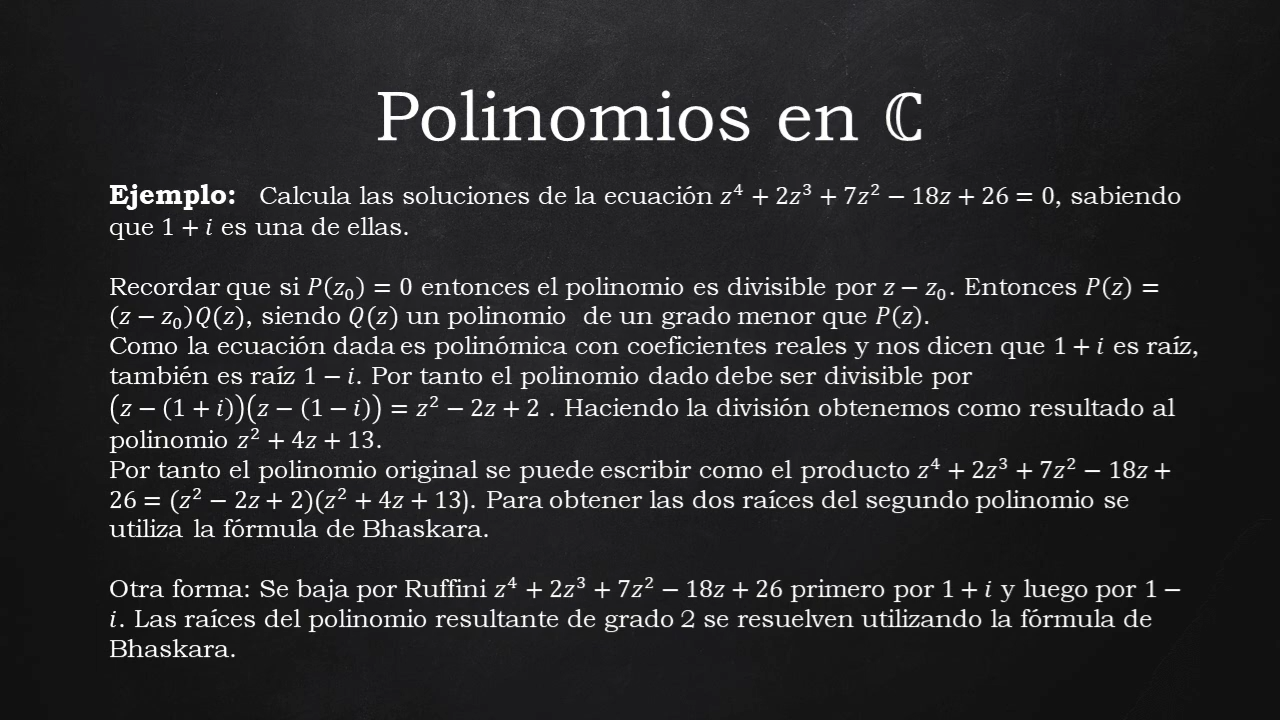 Polinomios en ℂ
Ejemplo: Calcula las soluciones de la ecuación z⁴ + 2z³ + 7z² − 18z + 26 = 0, sabiendo
que 1 + i es una de ellas.
Recordar que si P(z₀) = 0 entonces el polinomio es divisible por z − z₀. Entonces P(z) =
(z − z₀)Q(z), siendo Q(z) un polinomio de un grado menor que P(z).
Como la ecuación dada es polinómica con coeficientes reales y nos dicen que 1 + i es raíz,
también es raíz 1 − i. Por tanto el polinomio dado debe ser divisible por
(z − (1 + i))(z − (1 − i)) = z² − 2z + 2 . Haciendo la división obtenemos como resultado al
polinomio z² + 4z + 13.
Por tanto el polinomio original se puede escribir como el producto z⁴ + 2z³ + 7z² − 18z +
26 = (z² − 2z + 2)(z² + 4z + 13). Para obtener las dos raíces del segundo polinomio se
utiliza la fórmula de Bhaskara.
Otra forma: Se baja por Ruffini z⁴ + 2z³ + 7z² − 18z + 26 primero por 1 + i y luego por 1 −
i. Las raíces del polinomio resultante de grado 2 se resuelven utilizando la fórmula de
Bhaskara.